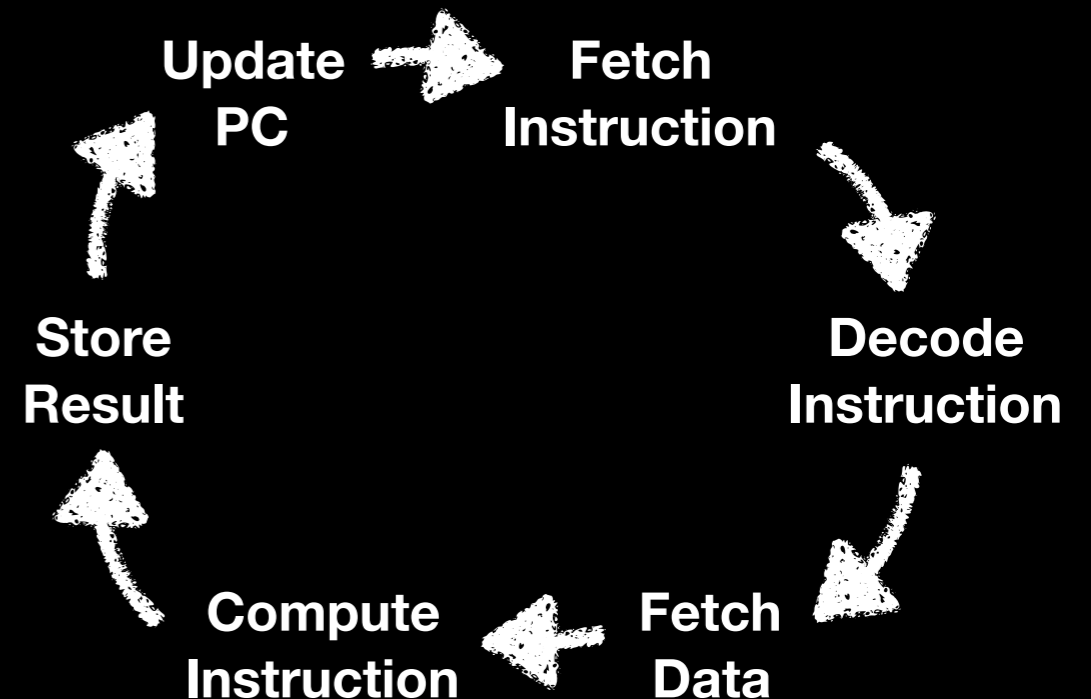 Update
PC
Fetch
Instruction
Decode
Instruction
Fetch
Data
Compute
Instruction
Store
Result